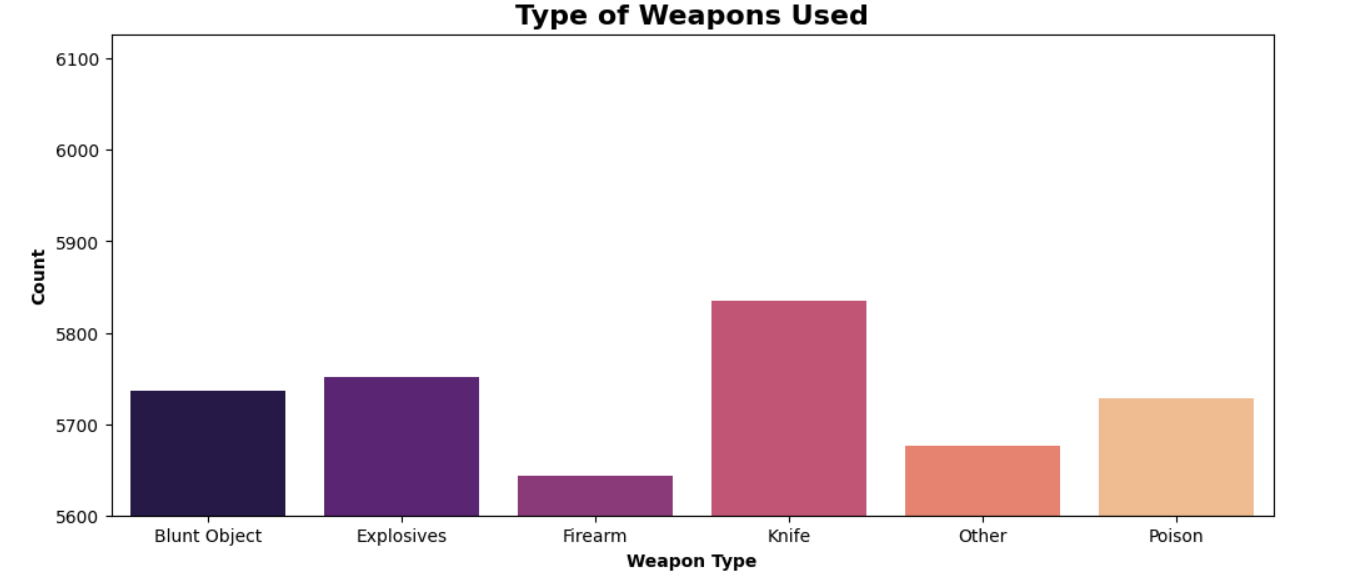 Type of Weapons Used
6100
6000
5900
5800
5700
5600
Count
Blunt Object Explosives Firearm Knife Other Poison
Weapon Type